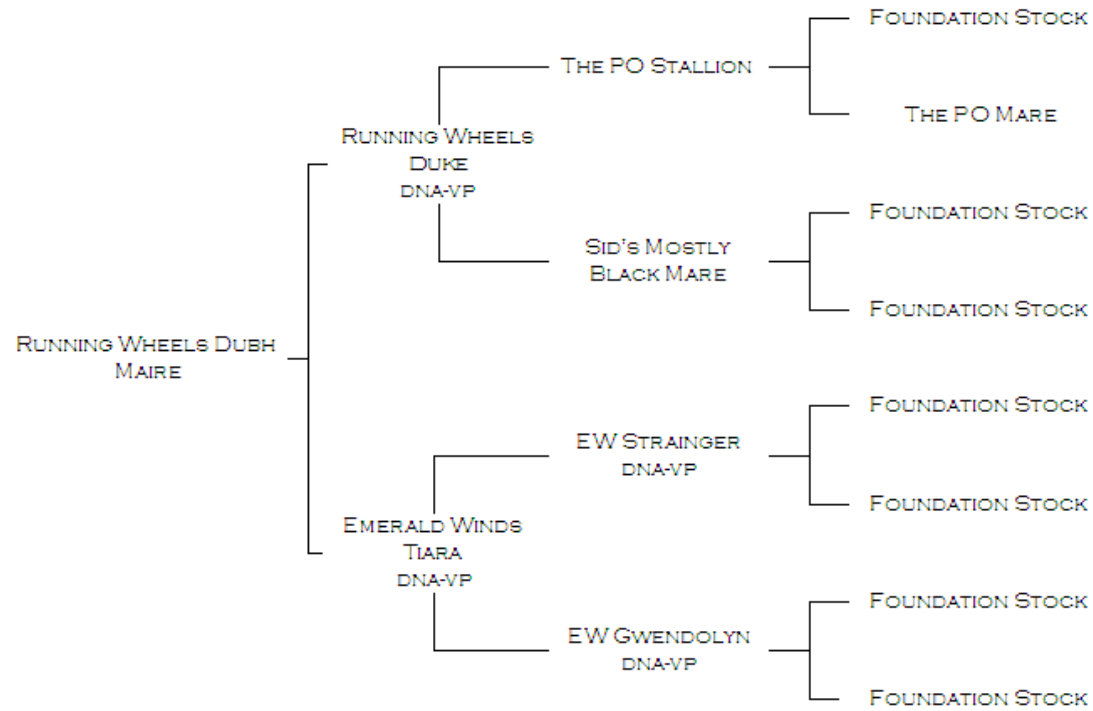 Foundation Stock
The PO Stallion
The PO Mare
Running Wheels
Duke
DNA-VP
Foundation Stock
Sid's Mostly
Black Mare
Foundation Stock
Running Wheels Dubh
Maire
Foundation Stock
EW Strainger
DNA-VP
Foundation Stock
Emerald Winds
Tiara
DNA-VP
Foundation Stock
EW Gwendolyn
DNA-VP
Foundation Stock